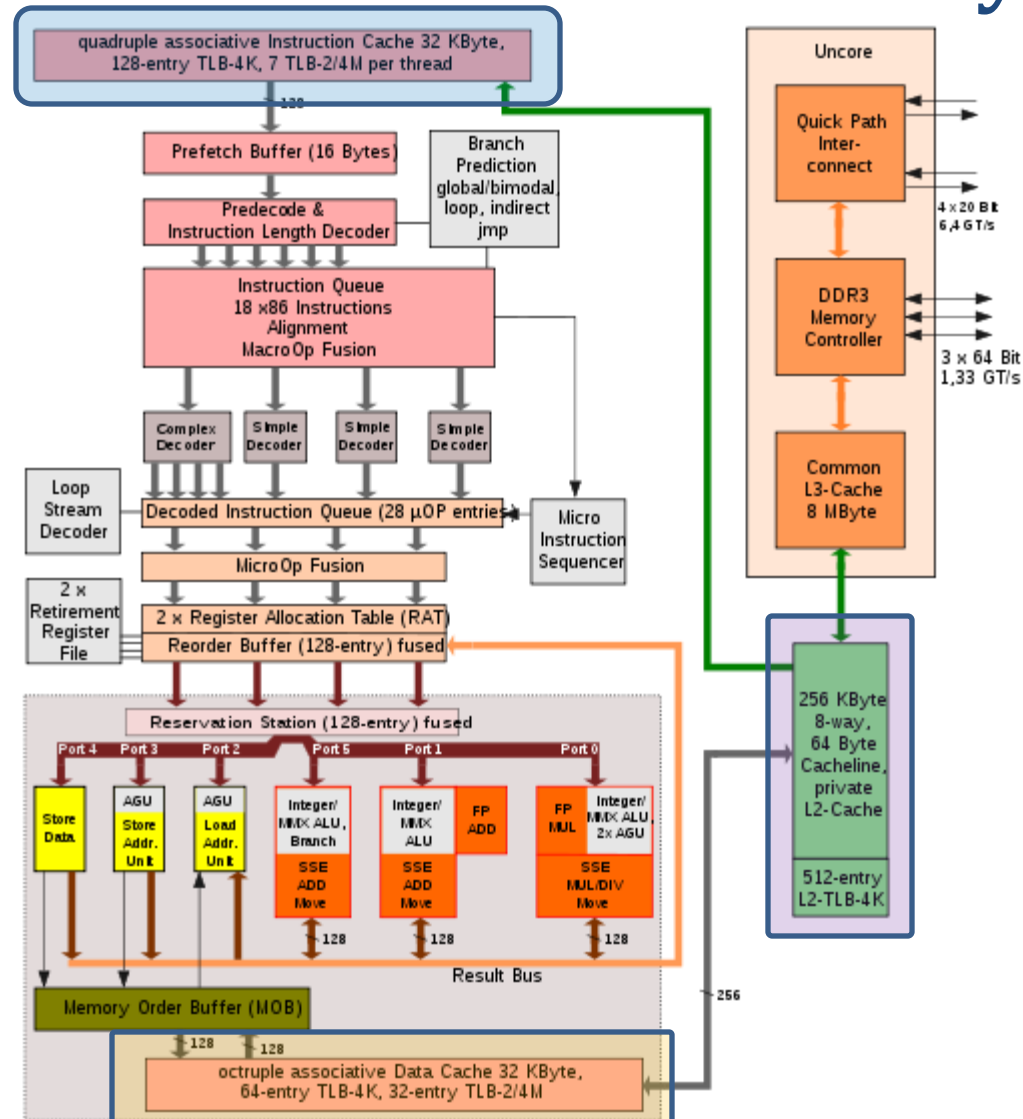 y
quadruple associative Instruction Cache 32 KByte,
128-entry TLB-4K, 7 TLB-2/4M per thread
128
Prefetch Buffer (16 Bytes)
Predecode &
Instruction Length Decoder
Branch
Prediction
global/bimodal,
loop, indirect
jmp
Instruction Queue
18 x86 Instructions
Alignment
MacroOp Fusion
Complex
Decoder
Simple
Decoder
Simple
Decoder
Simple
Decoder
Loop
Stream
Decoder
Decoded Instruction Queue (28 µOP entries)
Micro
Instruction
Sequencer
MicroOp Fusion
2 x
Retirement
Register
File
2 x Register Allocation Table (RAT)
Reorder Buffer (128-entry) fused
Reservation Station (128-entry) fused
Port 4
Port 3
Port 2
Port 5
Port 1
Port 0
Store
Data
AGU
Store
Addr.
Unit
AGU
Load
Addr.
Unit
Integer/
MMX ALU,
Branch
SSE
ADD
Move
Integer/
MMX
ALU
FP
ADD
SSE
ADD
Move
FP
MUL
Integer/
MMX ALU,
2x AGU
SSE
MUL/DIV
Move
128
128
128
Result Bus
Memory Order Buffer (MOB)
128
128
octruple associative Data Cache 32 KByte,
64-entry TLB-4K, 32-entry TLB-2/4M
256
Uncore
Quick Path
Inter-
connect
4 x 20 Bit
6,4 GT/s
DDR3
Memory
Controller
3 x 64 Bit
1,33 GT/s
Common
L3-Cache
8 MByte
256 KByte
8-way,
64 Byte
Cacheline,
private
L2-Cache
512-entry
L2-TLB-4K